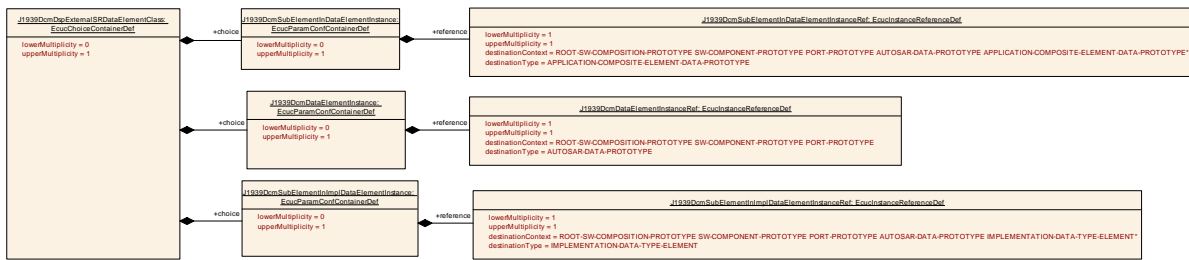 J1939DcmDspExternalSRDataElementClass:
EcucChoiceContainerDef
lowerMultiplicity = 0
upperMultiplicity = 1
+choice
J1939DcmSubElementInDataElementInstance:
EcucParamConfContainerDef
lowerMultiplicity = 0
upperMultiplicity = 1
+reference
J1939DcmSubElementInDataElementInstanceRef: EcucInstanceReferenceDef
lowerMultiplicity = 1
upperMultiplicity = 1
destinationContext = ROOT-SW-COMPOSITION-PROTOTYPE SW-COMPONENT-PROTOTYPE PORT-PROTOTYPE AUTOSAR-DATA-PROTOTYPE APPLICATION-COMPOSITE-ELEMENT-DATA-PROTOTYPE*
destinationType = APPLICATION-COMPOSITE-ELEMENT-DATA-PROTOTYPE
+choice
J1939DcmDataElementInstance:
EcucParamConfContainerDef
lowerMultiplicity = 0
upperMultiplicity = 1
+reference
J1939DcmDataElementInstanceRef: EcucInstanceReferenceDef
lowerMultiplicity = 1
upperMultiplicity = 1
destinationContext = ROOT-SW-COMPOSITION-PROTOTYPE SW-COMPONENT-PROTOTYPE PORT-PROTOTYPE
destinationType = AUTOSAR-DATA-PROTOTYPE
+choice
J1939DcmSubElementInImplDataElementInstance:
EcucParamConfContainerDef
lowerMultiplicity = 0
upperMultiplicity = 1
+reference
J1939DcmSubElementInImplDataElementInstanceRef: EcucInstanceReferenceDef
lowerMultiplicity = 1
upperMultiplicity = 1
destinationContext = ROOT-SW-COMPOSITION-PROTOTYPE SW-COMPONENT-PROTOTYPE PORT-PROTOTYPE AUTOSAR-DATA-PROTOTYPE IMPLEMENTATION-DATA-TYPE-ELEMENT*
destinationType = IMPLEMENTATION-DATA-TYPE-ELEMENT